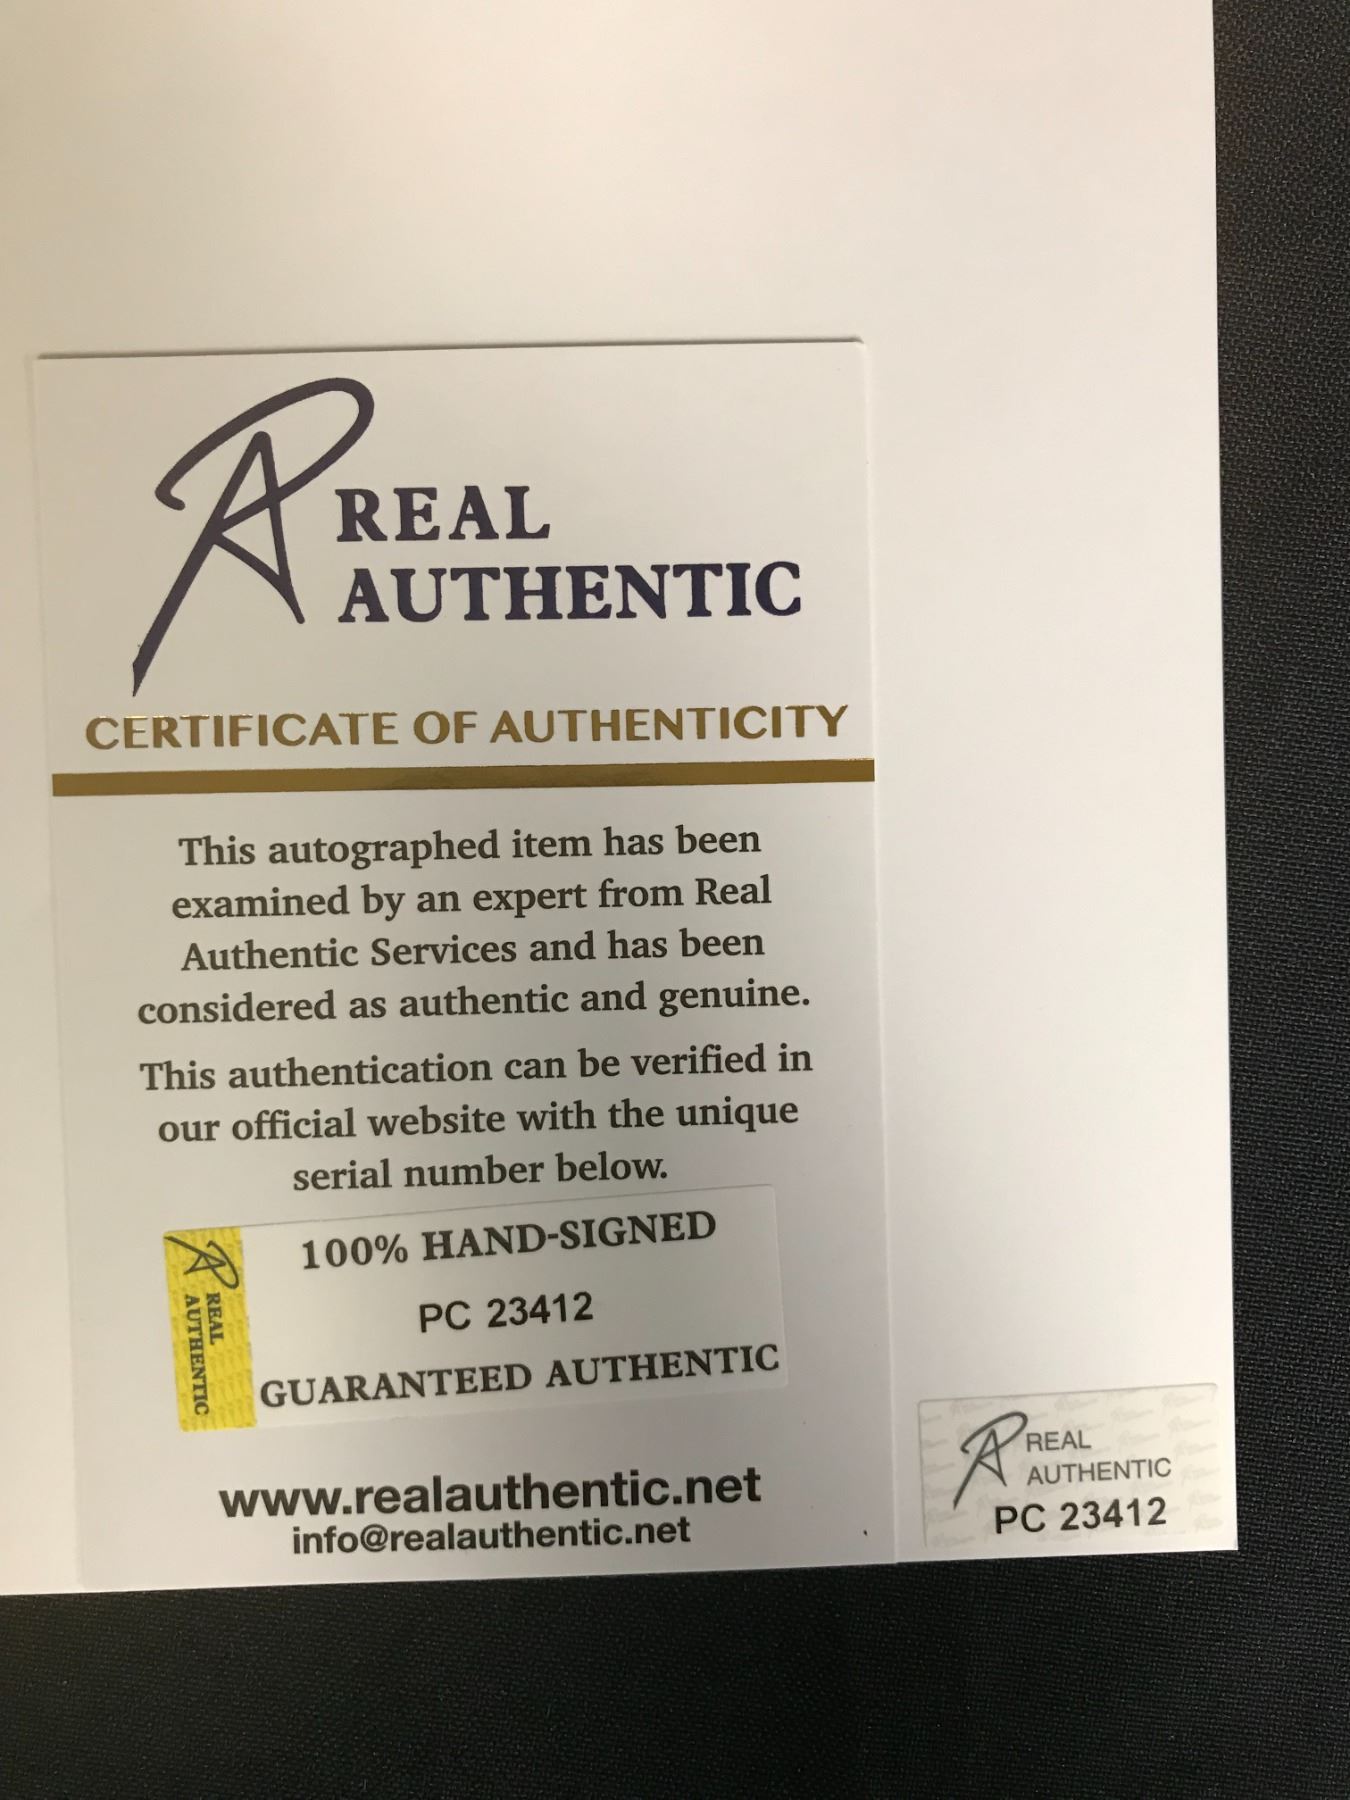 REAL
AUTHENTIC
CERTIFICATE OF AUTHENTICITY
This autographed item has been
examined by an expert from Real
Authentic Services and has been
considered as authentic and genuine.
This authentication can be verified in
our official website with the unique
serial number below.
REAL
AUTHENTIC
100% HAND-SIGNED
PC 23412
GUARANTEED AUTHENTIC
www.realauthentic.net
info@realauthentic.net
REAL
AUTHENTIC
PC 23412